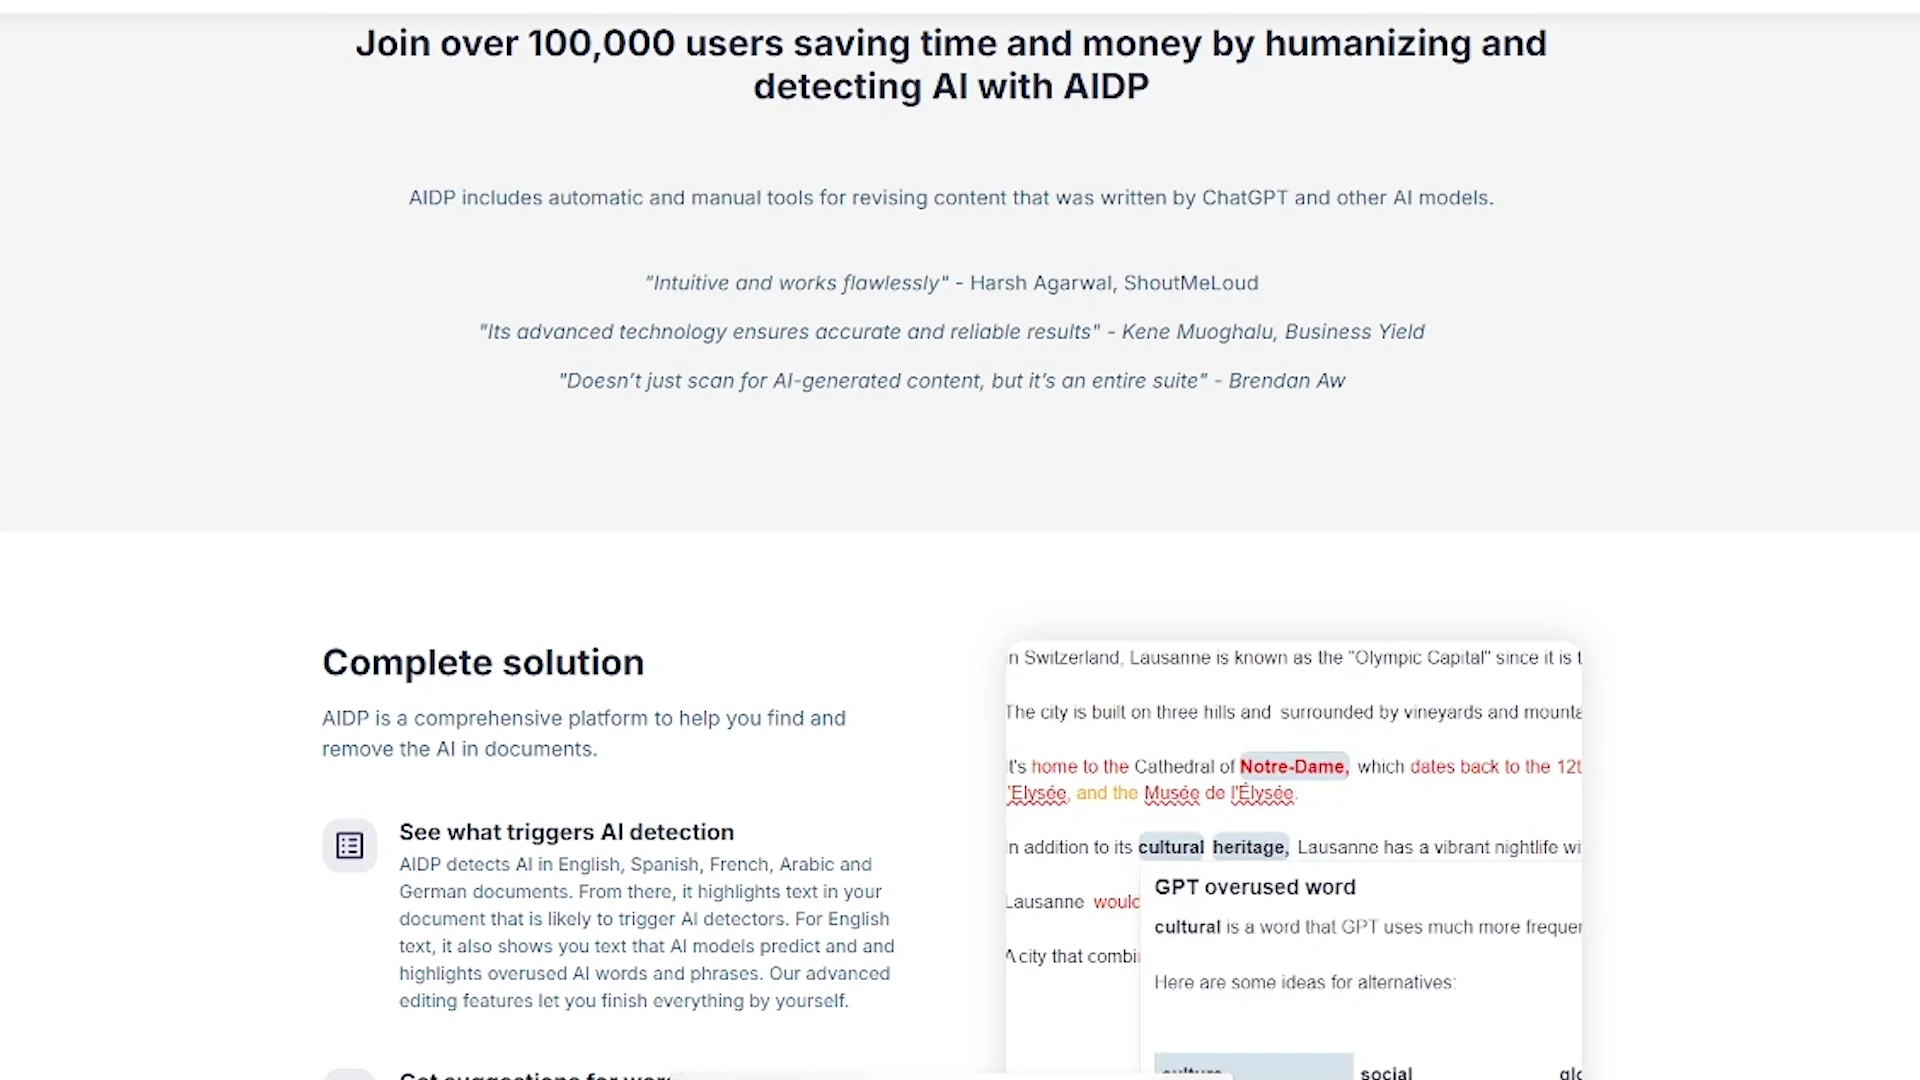 Join over 100,000 users saving time and money by humanizing and
detecting AI with AIDP
AIDP includes automatic and manual tools for revising content that was written by ChatGPT and other AI models.
"Intuitive and works flawlessly" - Harsh Agarwal, ShoutMeLoud
"Its advanced technology ensures accurate and reliable results" - Kene Muoghalu, Business Yield
"Doesn't just scan for AI-generated content, but it's an entire suite" - Brendan Aw
Complete solution
AIDP is a comprehensive platform to help you find and
remove the AI in documents.
See what triggers AI detection
AIDP detects AI in English, Spanish, French, Arabic and
German documents. From there, it highlights text in your
document that is likely to trigger AI detectors. For English
text, it also shows you text that AI models predict and and
highlights overused AI words and phrases. Our advanced
editing features let you finish everything by yourself.
n Switzerland, Lausanne is known as the "Olympic Capital" since it is t
The city is built on three hills and surrounded by vineyards and mounta
It's home to the Cathedral of Notre-Dame, which dates back to the 12t
'Elysée, and the Musée de l'Élysée.
n addition to its cultural heritage, Lausanne has a vibrant nightlife wi
Lausanne would
A city that combi
GPT overused word
cultural is a word that GPT uses much more frequen
Here are some ideas for alternatives:
social